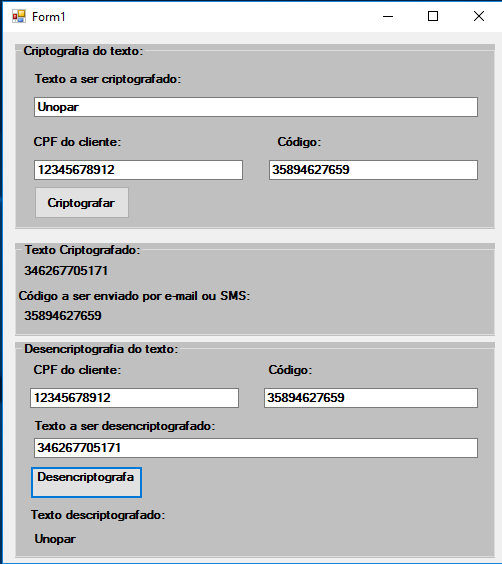 Form1
Criptografia do texto:
Texto a ser criptografado:
Unopar
CPF do cliente: Código:
12345678912 35894627659
Criptografar
Texto Criptografado:
346267705171
Código a ser enviado por e-mail ou SMS:
35894627659
Desencriptografia do texto:
CPF do cliente: Código:
12345678912 35894627659
Texto a ser desencriptografado:
346267705171
Desencriptografa
Texto descriptografado:
Unopar